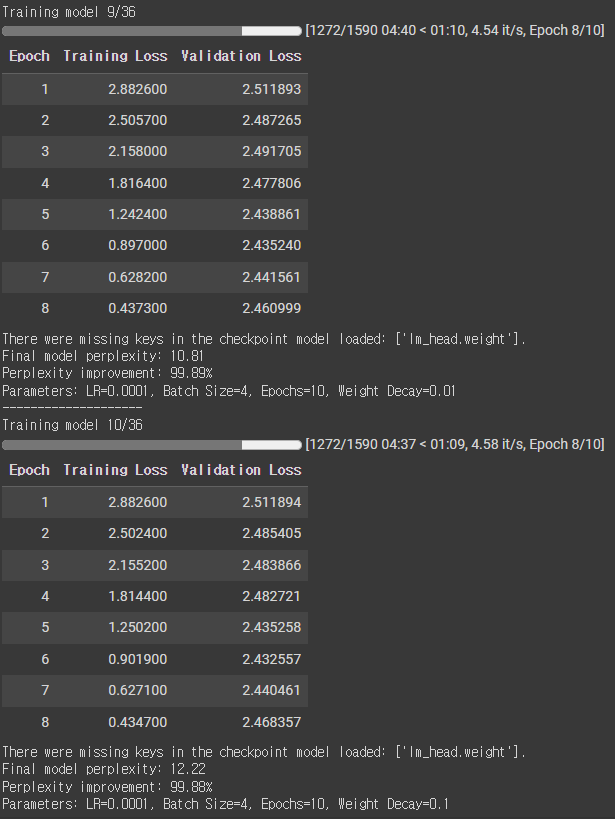 Training model 9/36
[1272/1590 04:40 < 01:10, 4.54 it/s, Epoch 8/10]
Epoch Training Loss Validation Loss
1 2.882600 2.511893
2 2.505700 2.487265
3 2.158000 2.491705
4 1.816400 2.477806
5 1.242400 2.438861
6 0.897000 2.435240
7 0.628200 2.441561
8 0.437300 2.460999
There were missing keys in the checkpoint model loaded: ['lm_head.weight'].
Final model perplexity: 10.81
Perplexity improvement: 99.89%
Parameters: LR=0.0001, Batch Size=4, Epochs=10, Weight Decay=0.01
--------------------
Training model 10/36
[1272/1590 04:37 < 01:09, 4.58 it/s, Epoch 8/10]
Epoch Training Loss Validation Loss
1 2.882600 2.511894
2 2.502400 2.485405
3 2.155200 2.483866
4 1.814400 2.482721
5 1.250200 2.435258
6 0.901900 2.432557
7 0.627100 2.440461
8 0.434700 2.468357
There were missing keys in the checkpoint model loaded: ['lm_head.weight'].
Final model perplexity: 12.22
Perplexity improvement: 99.88%
Parameters: LR=0.0001, Batch Size=4, Epochs=10, Weight Decay=0.1